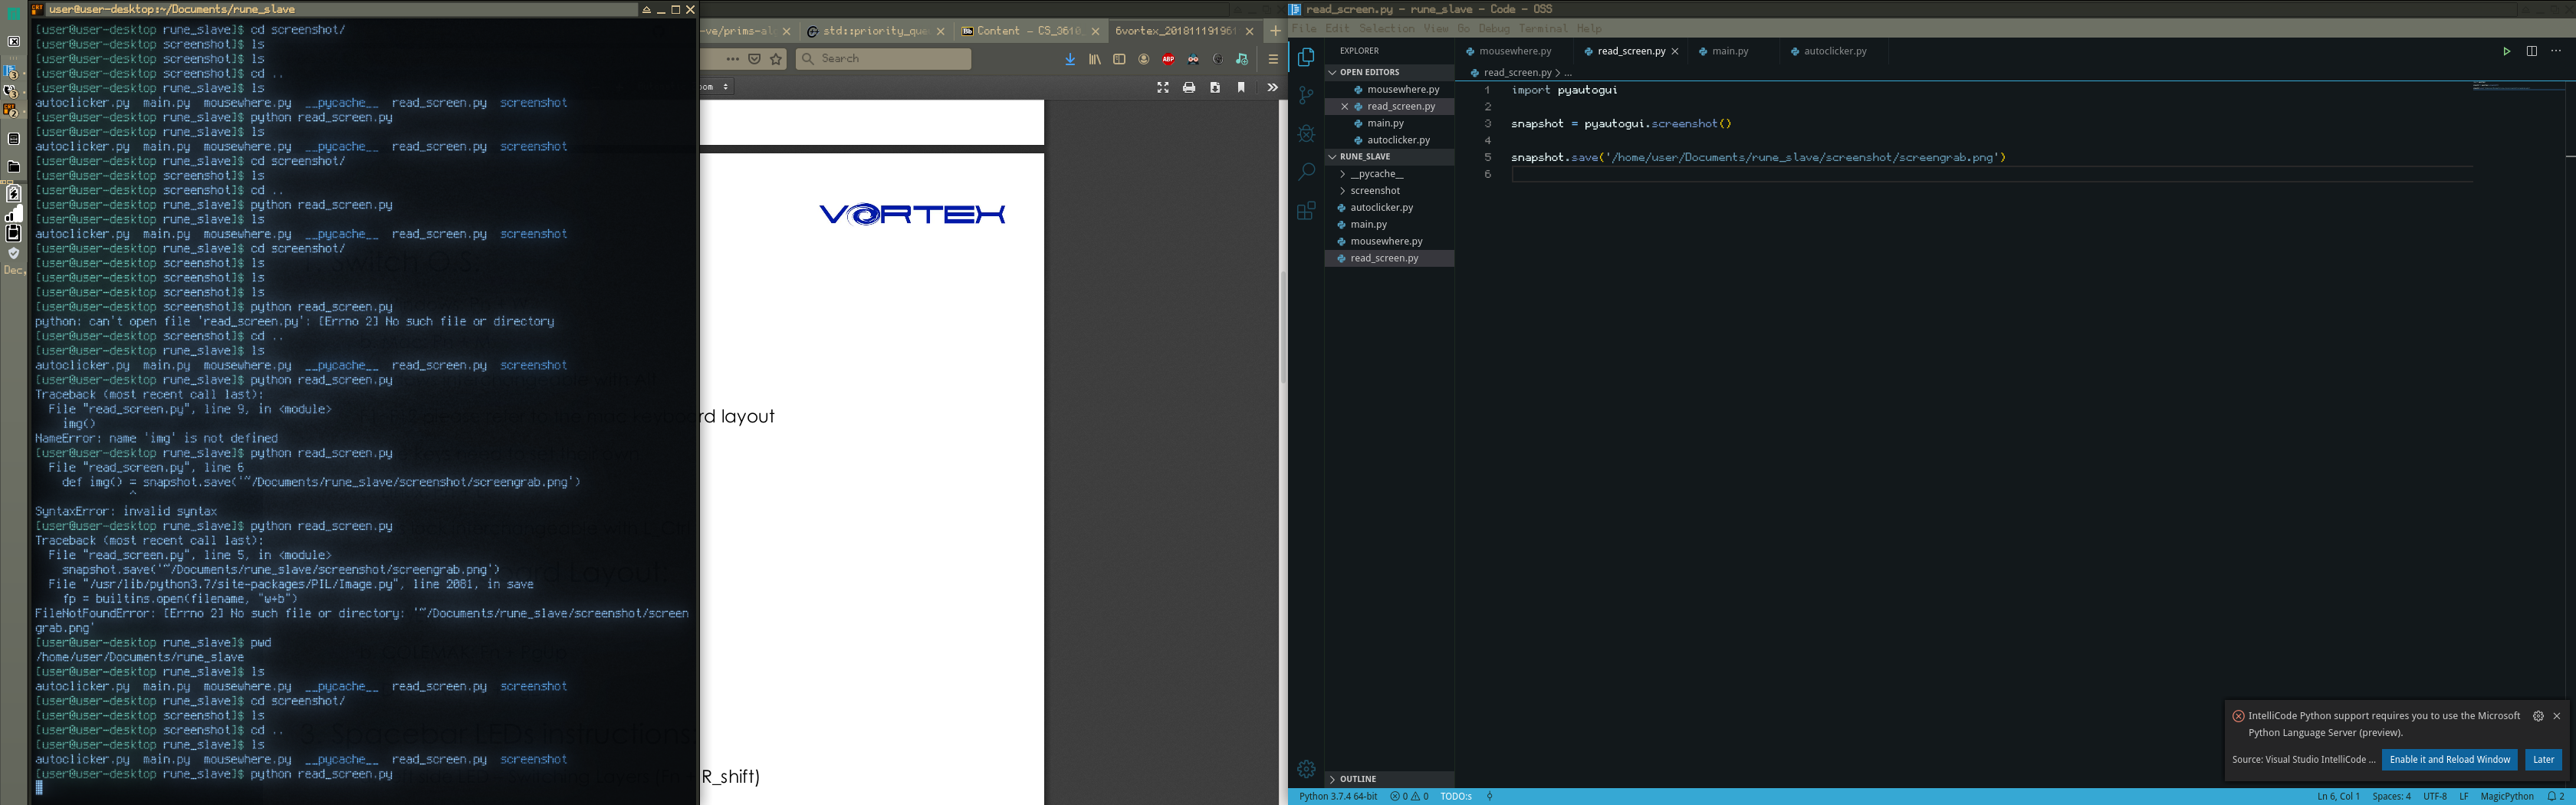 user@user-desktop:~/Documents/rune_slave
[user@user-desktop rune_slave]$ cd screenshot/
[user@user-desktop screenshot]$ ls
[user@user-desktop screenshot]$ ls
[user@user-desktop screenshot]$ cd ..
[user@user-desktop rune_slave]$ ls
autoclicker.py main.py mousewhere.py __pycache__ read_screen.py screenshot
[user@user-desktop rune_slave]$ python read_screen.py
[user@user-desktop rune_slave]$ ls
autoclicker.py main.py mousewhere.py __pycache__ read_screen.py screenshot
[user@user-desktop rune_slave]$ cd screenshot/
[user@user-desktop screenshot]$ ls
[user@user-desktop screenshot]$ cd ..
[user@user-desktop rune_slave]$ python read_screen.py
[user@user-desktop rune_slave]$ ls
autoclicker.py main.py mousewhere.py __pycache__ read_screen.py screenshot
[user@user-desktop rune_slave]$ cd screenshot/
[user@user-desktop screenshot]$ ls
[user@user-desktop screenshot]$ ls
[user@user-desktop screenshot]$ ls
[user@user-desktop screenshot]$ python read_screen.py
python: can't open file 'read_screen.py': [Errno 2] No such file or directory
[user@user-desktop screenshot]$ cd ..
[user@user-desktop rune_slave]$ ls
autoclicker.py main.py mousewhere.py __pycache__ read_screen.py screenshot
[user@user-desktop rune_slave]$ python read_screen.py
Traceback (most recent call last):
File "read_screen.py", line 9, in <module>
img()
NameError: name 'img' is not defined
[user@user-desktop rune_slave]$ python read_screen.py
File "read_screen.py", line 6
def img() = snapshot.save('~/Documents/rune_slave/screenshot/screengrab.png')
^
SyntaxError: invalid syntax
[user@user-desktop rune_slave]$ python read_screen.py
Traceback (most recent call last):
File "read_screen.py", line 5, in <module>
snapshot.save('~/Documents/rune_slave/screenshot/screengrab.png')
File "/usr/lib/python3.7/site-packages/PIL/Image.py", line 2081, in save
fp = builtins.open(filename, "w+b")
FileNotFoundError: [Errno 2] No such file or directory: '~/Documents/rune_slave/screenshot/screen
grab.png'
[user@user-desktop rune_slave]$ pwd
/home/user/Documents/rune_slave
[user@user-desktop rune_slave]$ ls
autoclicker.py main.py mousewhere.py __pycache__ read_screen.py screenshot
[user@user-desktop rune_slave]$ cd screenshot/
[user@user-desktop screenshot]$ ls
[user@user-desktop screenshot]$ cd ..
[user@user-desktop rune_slave]$ ls
autoclicker.py main.py mousewhere.py __pycache__ read_screen.py screenshot
[user@user-desktop rune_slave]$ python read_screen.py
Dec,
-ve/prims-al
std::priority_que
Content – CS_3610_
6vortex_201811191961
Search
oom
VORTEX
1. Switch O.S.
rd layout
ard Layout:
3. Spacebar LEDs instructions:
R_shift)
read_screen.py - rune_slave - Code - OSS
File Edit Selection View Go Debug Terminal Help
EXPLORER
OPEN EDITORS
mousewhere.py
read_screen.py
main.py
autoclicker.py
RUNE_SLAVE
__pycache__
screenshot
autoclicker.py
main.py
mousewhere.py
read_screen.py
OUTLINE
mousewhere.py
read_screen.py
main.py
autoclicker.py
read_screen.py > ...
1 import pyautogui
2
3 snapshot = pyautogui.screenshot()
4
5 snapshot.save('/home/user/Documents/rune_slave/screenshot/screengrab.png')
6
IntelliCode Python support requires you to use the Microsoft
Python Language Server (preview).
Source: Visual Studio IntelliCode ...
Enable it and Reload Window
Later
Python 3.7.4 64-bit
0 0
TODO:s
Ln 6, Col 1
Spaces: 4
UTF-8
LF
MagicPython
2